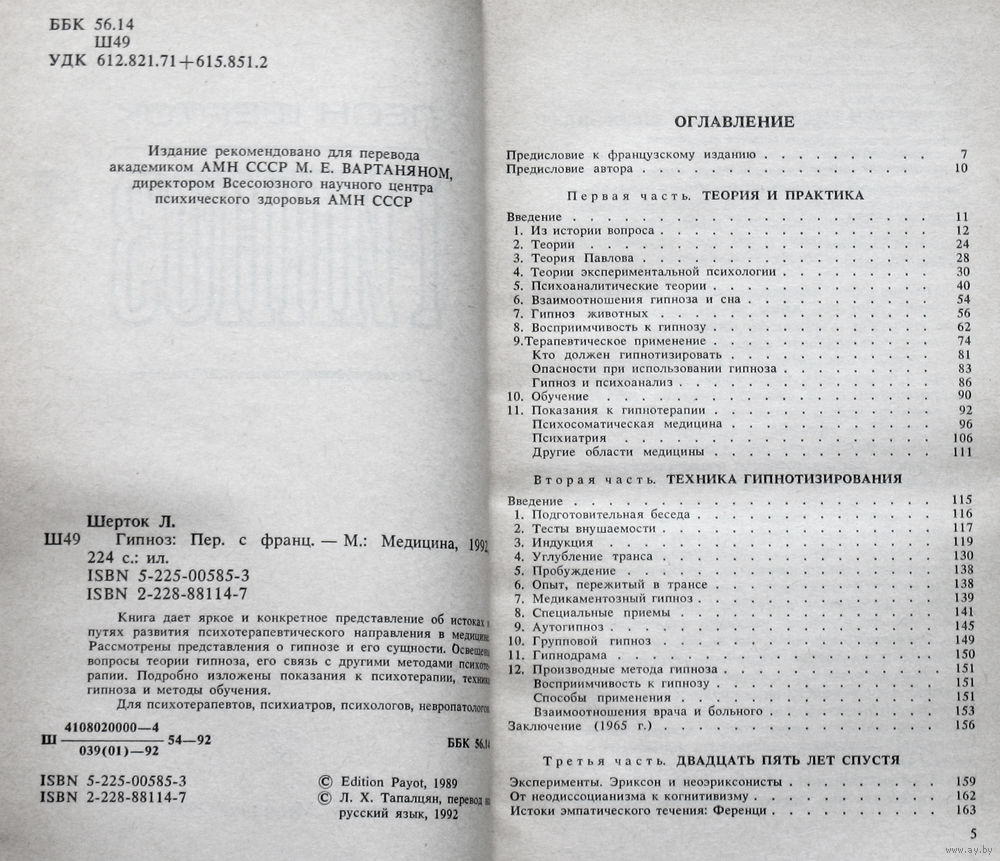 ББК 56.14
Ш49
УДК 612.821.71+615.851.2
Издание рекомендовано для перевода
академиком АМН СССР М. Е. ВАРТАНЯНОМ,
директором Всесоюзного научного центра
психического здоровья АМН СССР
Шерток Л.
Ш49 Гипноз: Пер. с франц. — М.: Медицина, 1992
224 с.: ил.
ISBN 5-225-00585-3
ISBN 2-228-88114-7
Книга дает яркое и конкретное представление об истоках и
путях развития психотерапевтического направления в медицине.
Рассмотрены представления о гипнозе и его сущности. Освещены
вопросы теории гипноза, его связь с другими методами психоте-
рапии. Подробно изложены показания к психотерапии, техника
гипноза и методы обучения.
Для психотерапевтов, психиатров, психологов, невропатологов
Ш 4108020000—4
039(01)—92 54—92
ББК 56.14
ISBN 5-225-00585-3
ISBN 2-228-88114-7
© Edition Payot, 1989
© Л. Х. Тапалцян, перевод на
русский язык, 1992
ОГЛАВЛЕНИЕ
Предисловие к французскому изданию . . . . . . . . . 7
Предисловие автора . . . . . . . . . . . . . . . 10
Первая часть. ТЕОРИЯ И ПРАКТИКА
Введение . . . . . . . . . . . . . . . . . . . 11
1. Из истории вопроса . . . . . . . . . . . . . . 12
2. Теории . . . . . . . . . . . . . . . . . . 24
3. Теория Павлова . . . . . . . . . . . . . . . 28
4. Теории экспериментальной психологии . . . . . . . . 30
5. Психоаналитические теории . . . . . . . . . . . . 40
6. Взаимоотношения гипноза и сна . . . . . . . . . . 54
7. Гипноз животных . . . . . . . . . . . . . . . 56
8. Восприимчивость к гипнозу . . . . . . . . . . . . 62
9.Терапевтическое применение . . . . . . . . . . . . 74
Кто должен гипнотизировать . . . . . . . . . . . 81
Опасности при использовании гипноза . . . . . . . . 83
Гипноз и психоанализ . . . . . . . . . . . . . 86
10. Обучение . . . . . . . . . . . . . . . . . 90
11. Показания к гипнотерапии . . . . . . . . . . . . 92
Психосоматическая медицина . . . . . . . . . . . 96
Психиатрия . . . . . . . . . . . . . . . . 106
Другие области медицины . . . . . . . . . . . . 111
Вторая часть. ТЕХНИКА ГИПНОТИЗИРОВАНИЯ
Введение . . . . . . . . . . . . . . . . . . . 115
1. Подготовительная беседа . . . . . . . . . . . . 116
2. Тесты внушаемости . . . . . . . . . . . . . . 117
3. Индукция . . . . . . . . . . . . . . . . . 119
4. Углубление транса . . . . . . . . . . . . . . 130
5. Пробуждение . . . . . . . . . . . . . . . . 138
6. Опыт, пережитый в трансе . . . . . . . . . . . . 138
7. Медикаментозный гипноз . . . . . . . . . . . . 139
8. Специальные приемы . . . . . . . . . . . . . 141
9. Аутогипноз . . . . . . . . . . . . . . . . 145
10. Групповой гипноз . . . . . . . . . . . . . . 149
11. Гипнодрама . . . . . . . . . . . . . . . . 150
12. Производные метода гипноза . . . . . . . . . . . 151
Восприимчивость к гипнозу . . . . . . . . . . . 151
Способы применения . . . . . . . . . . . . . 151
Взаимоотношения врача и больного . . . . . . . . . 153
Заключение (1965 г.) . . . . . . . . . . . . . . . 156
Третья часть. ДВАДЦАТЬ ПЯТЬ ЛЕТ СПУСТЯ
Эксперименты. Эриксон и неоэриксонисты . . . . . . . . 159
От неодиссоцианизма к когнитивизму . . . . . . . . . . 162
Истоки эмпатического течения: Ференци . . . . . . . . . 163
5
www.ay.by